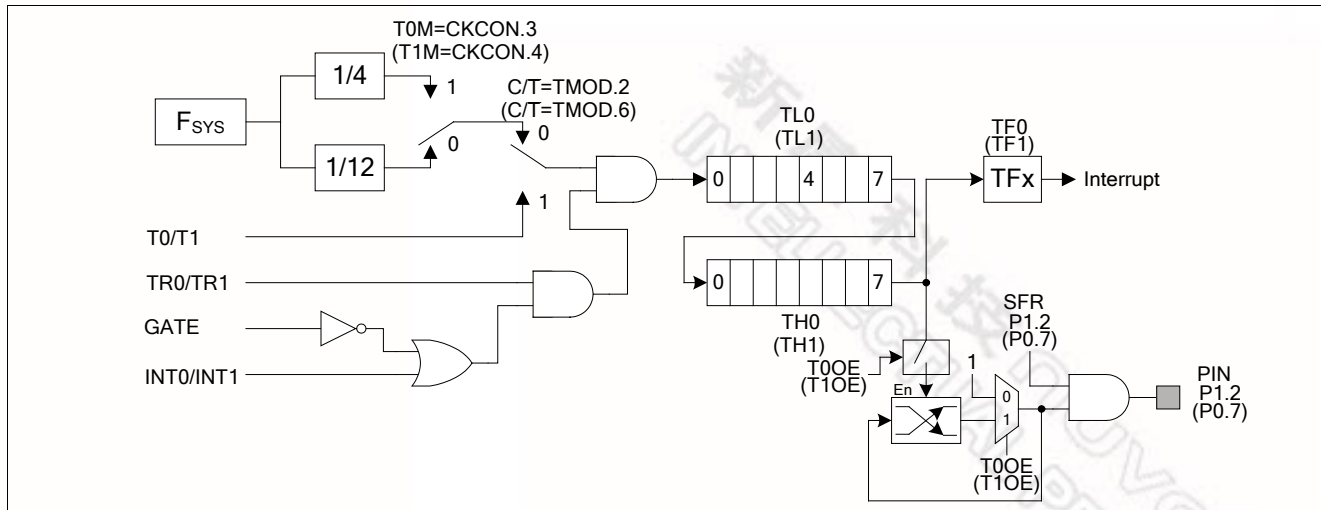 T0M=CKCON.3
(T1M=CKCON.4)
1/4
1
C/T=TMOD.2
(C/T=TMOD.6)
FSYS
0
0
1/12
1
TL0
(TL1)
0 4 7
TF0
(TF1)
TFx
Interrupt
T0/T1
TR0/TR1
GATE
INT0/INT1
0 7
TH0
(TH1)
T0OE
(T1OE)
En
1
0
1
T0OE
(T1OE)
SFR
P1.2
(P0.7)
PIN
P1.2
(P0.7)